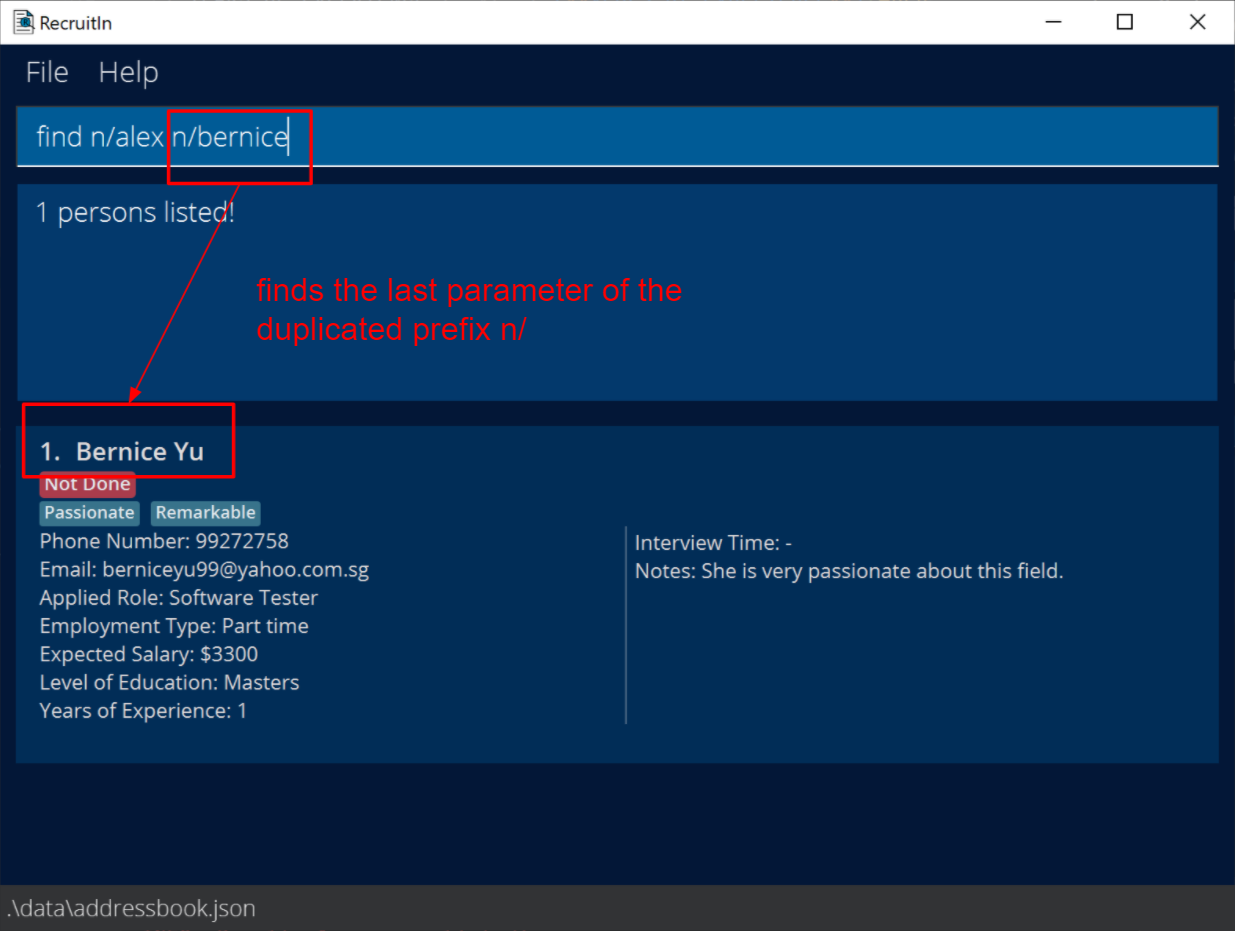 RecruitIn
File Help
find n/alex n/bernice
1 persons listed!
finds the last parameter of the
duplicated prefix n/
1. Bernice Yu
Not Done
Passionate Remarkable
Phone Number: 99272758
Email: berniceyu99@yahoo.com.sg
Applied Role: Software Tester
Employment Type: Part time
Expected Salary: $3300
Level of Education: Masters
Years of Experience: 1
Interview Time: -
Notes: She is very passionate about this field.
.\data\addressbook.json